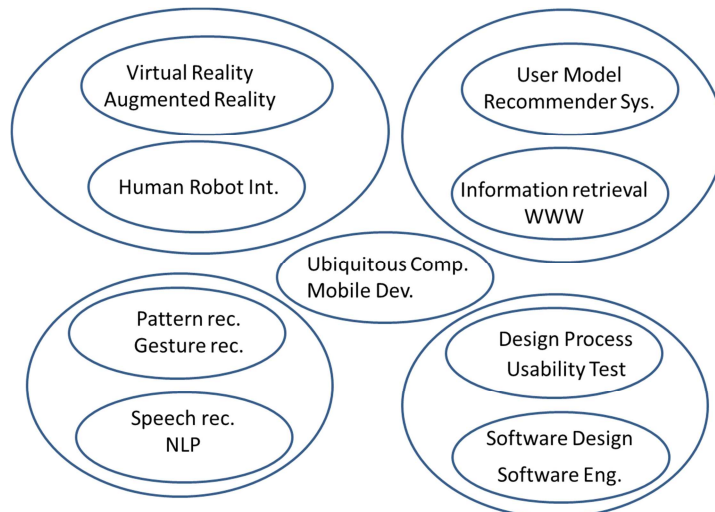 Virtual Reality
Augmented Reality
Human Robot Int.
User Model
Recommender Sys.
Information retrieval
WWW
Ubiquitous Comp.
Mobile Dev.
Pattern rec.
Gesture rec.
Speech rec.
NLP
Design Process
Usability Test
Software Design
Software Eng.